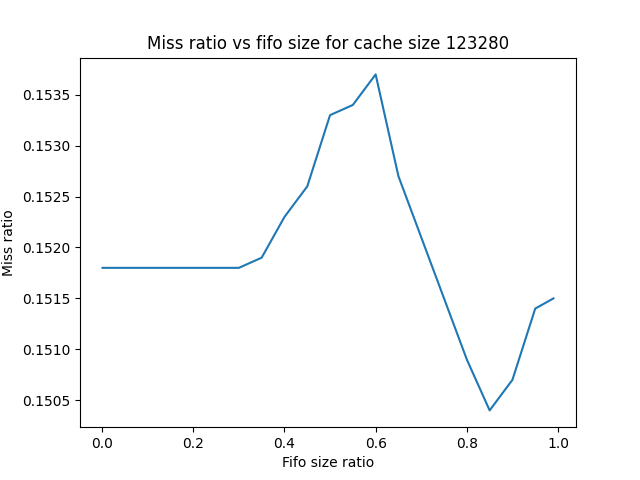 Miss ratio vs fifo size for cache size 123280
0.1535
0.1530
0.1525
0.1520
0.1515
0.1510
0.1505
Miss ratio
0.0 0.2 0.4 0.6 0.8 1.0
Fifo size ratio